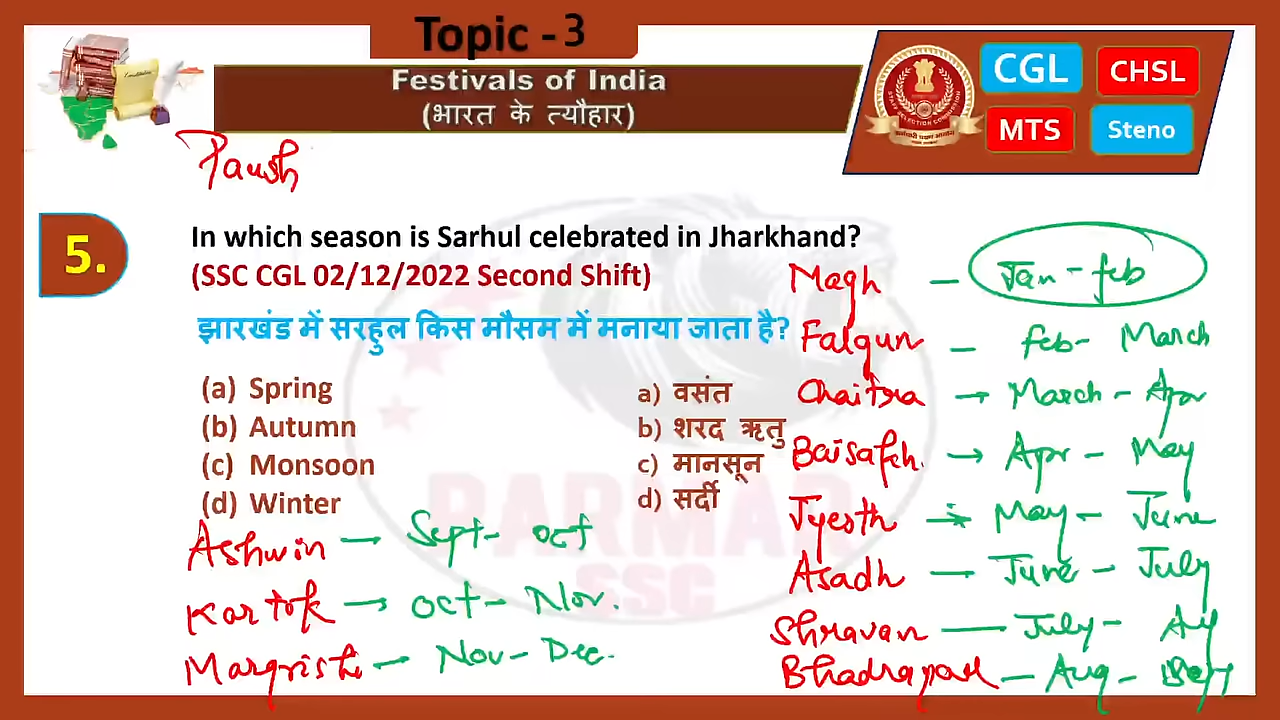 Topic - 3
Festivals of India
(भारत के त्यौहार)
CGL
CHSL
MTS
Steno
Paush
5.
In which season is Sarhul celebrated in Jharkhand?
(SSC CGL 02/12/2022 Second Shift)
झारखंड में सरहुल किस मौसम में मनाया जाता है?
(a) Spring
(b) Autumn
(c) Monsoon
(d) Winter
a) वसंत
b) शरद ऋतु
c) मानसून
d) सर्दी
Magh - Jan - feb
Falgun - feb - March
Chaitra → March - Apr
Baisakh. → Apr - May
Jyesth → May - June
Asadh → June - July
Shravan - July - Aug
Bhadrapad - Aug - Sept
Ashwin → Sept - oct
Kartok → oct - Nov.
Margrish - Nov - Dec.
PARMAR
SSC